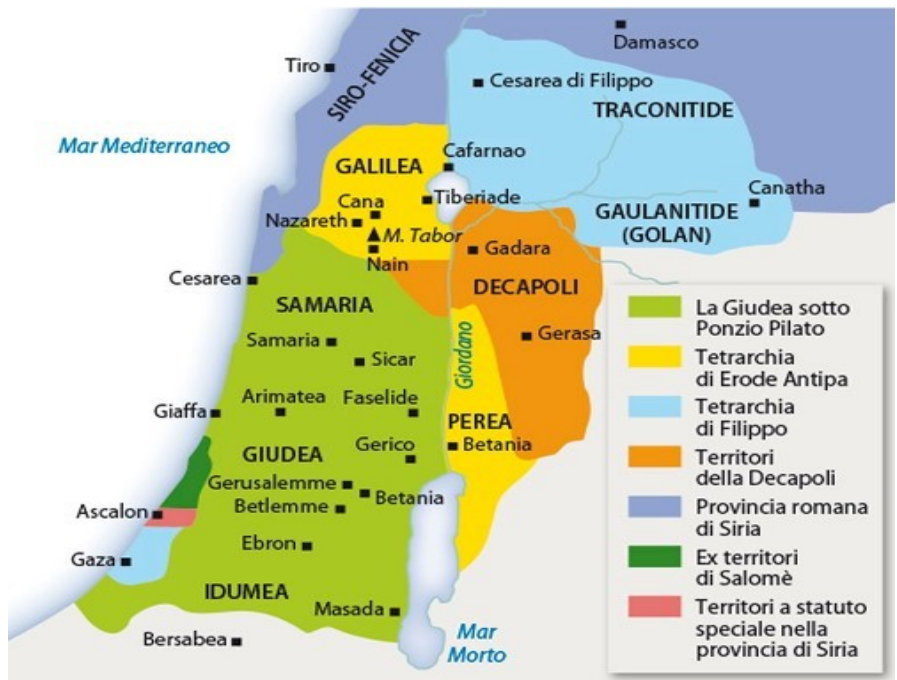 Damasco
Tiro
SIRO-FENICIA
Cesarea di Filippo
TRACONITIDE
Mar Mediterraneo
Cafarnao
GALILEA
Canatha
Cana
Tiberiade
Nazareth
GAULANITIDE
(GOLAN)
M. Tabor
Gadara
Nain
Cesarea
DECAPOLI
SAMARIA
Samaria
Gerasa
Sicar
Giordano
Arimatea
Faselide
Giaffa
PEREA
Gerico
Betania
GIUDEA
Gerusalemme
Betania
Betlemme
Ascalon
Ebron
Gaza
IDUMEA
Masada
Bersabea
Mar
Morto
La Giudea sotto
Ponzio Pilato
Tetrarchia
di Erode Antipa
Tetrarchia
di Filippo
Territori
della Decapoli
Provincia romana
di Siria
Ex territori
di Salomè
Territori a statuto
speciale nella
provincia di Siria